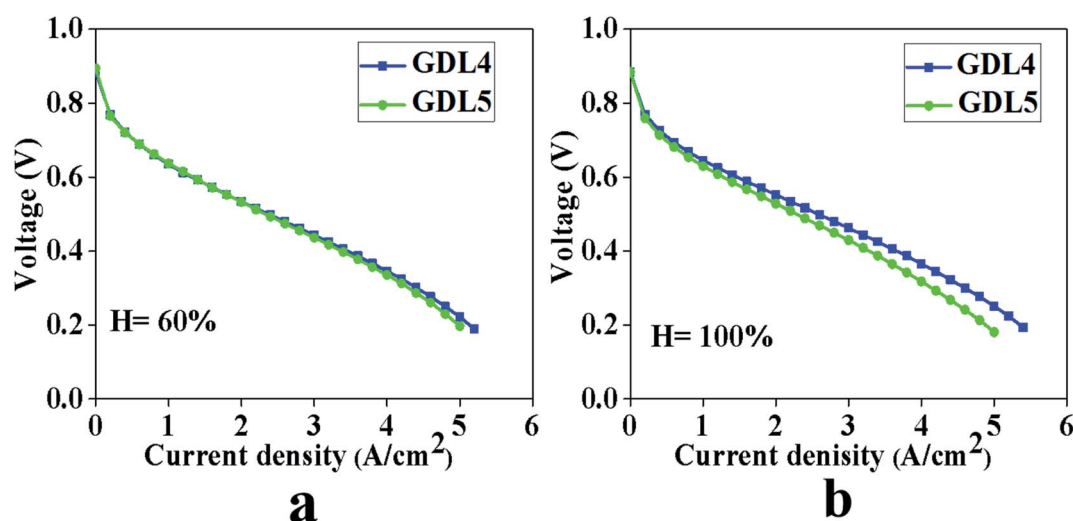 1.0
0.8
0.6
0.4
0.2
0.0
Voltage (V)
GDL4
GDL5
H= 60%
0 1 2 3 4 5 6
Current density (A/cm²)
a
1.0
0.8
0.6
0.4
0.2
0.0
Voltage (V)
GDL4
GDL5
H= 100%
0 1 2 3 4 5 6
Current denisity (A/cm²)
b